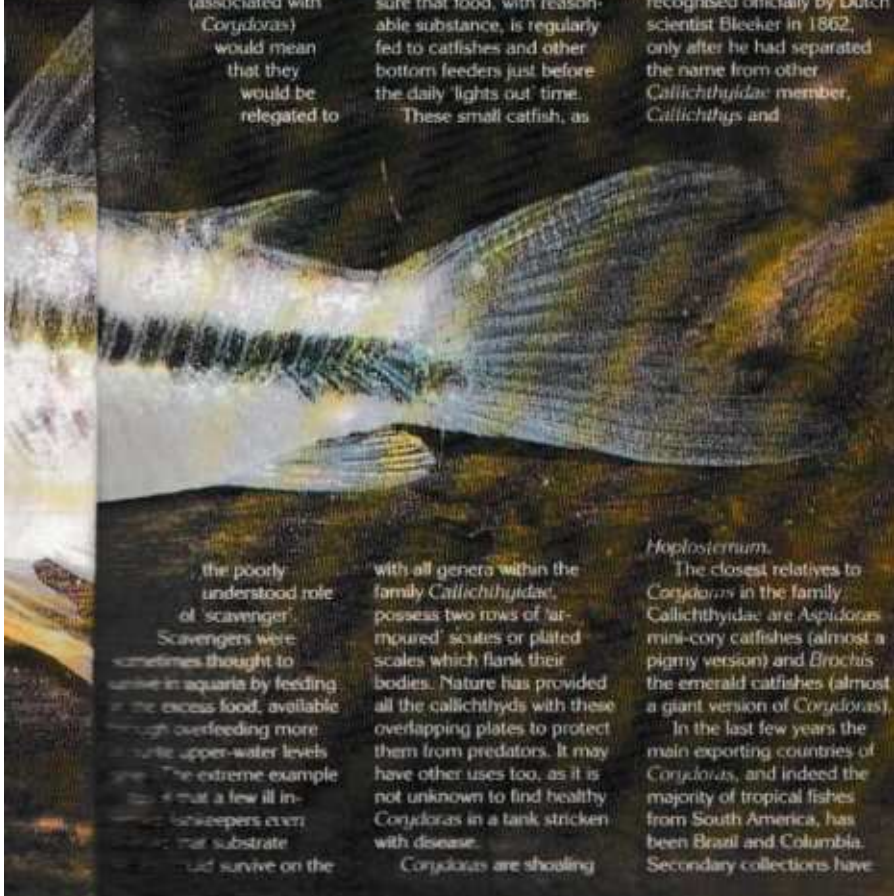 (associated with
Corydoras)
would mean
that they
would be
relegated to
the poorly
understood role
of 'scavenger'.
Scavengers were
sometimes thought to
survive in aquaria by feeding
the excess food, available
overfeeding more
upper-water levels
The extreme example
that a few ill in-
fishkeepers even
that substrate
survive on the
sure that food, with reason-
able substance, is regularly
fed to catfishes and other
bottom feeders just before
the daily 'lights out' time.
These small catfish, as
with all genera within the
family Callichthyidae,
possess two rows of 'ar-
moured' scutes or plated
scales which flank their
bodies. Nature has provided
all the callichthyds with these
overlapping plates to protect
them from predators. It may
have other uses too, as it is
not unknown to find healthy
Corydoras in a tank stricken
with disease.
Corydoras are shoaling
recognised officially by Dutch
scientist Bleeker in 1862,
only after he had separated
the name from other
Callichthyidae member,
Callichthys and
Hoplosternum.
The closest relatives to
Corydoras in the family
Callichthyidae are Aspidoras
mini-cory catfishes (almost a
pigmy version) and Brochis
the emerald catfishes (almost
a giant version of Corydoras)
In the last few years the
main exporting countries of
Corydoras, and indeed the
majority of tropical fishes
from South America, has
been Brazil and Columbia.
Secondary collections have